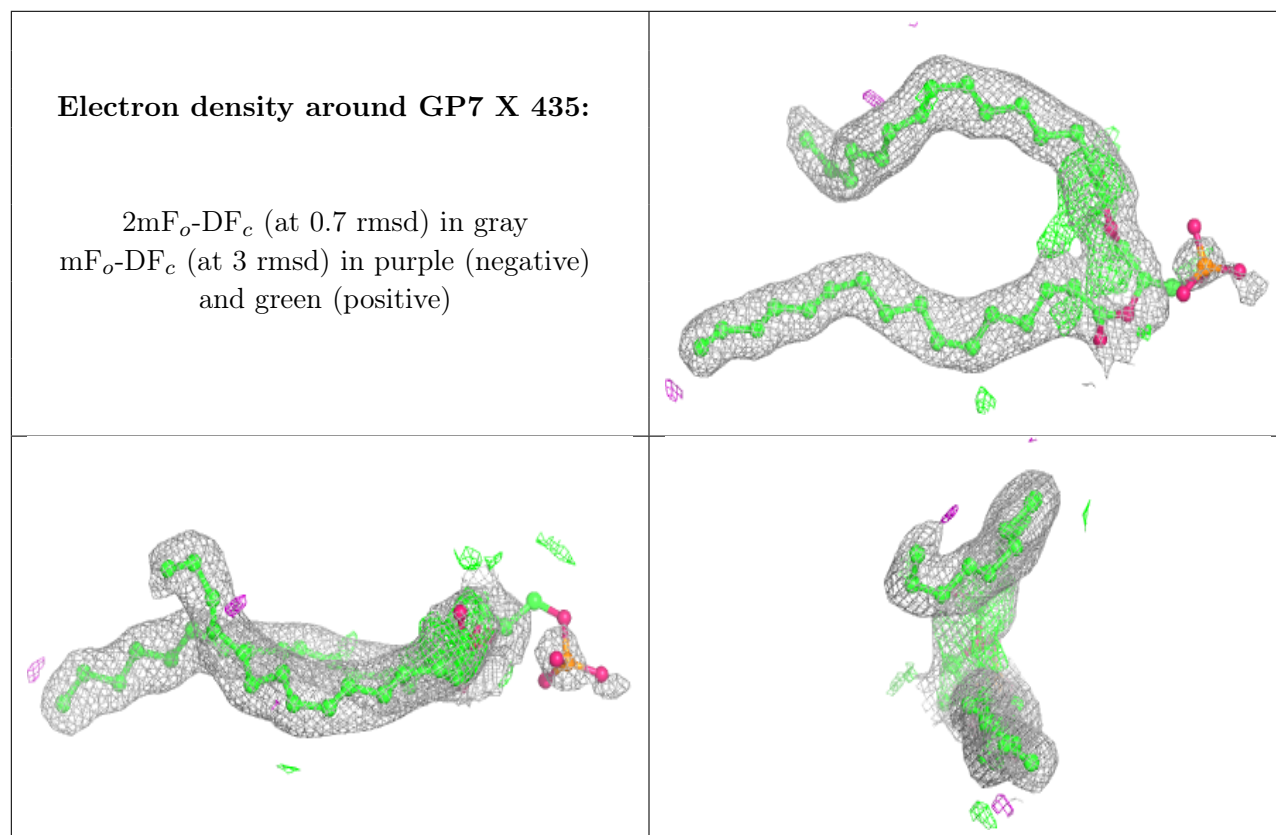 Electron density around GP7 X 435:
2mFo-DFc (at 0.7 rmsd) in gray
mFo-DFc (at 3 rmsd) in purple (negative)
and green (positive)